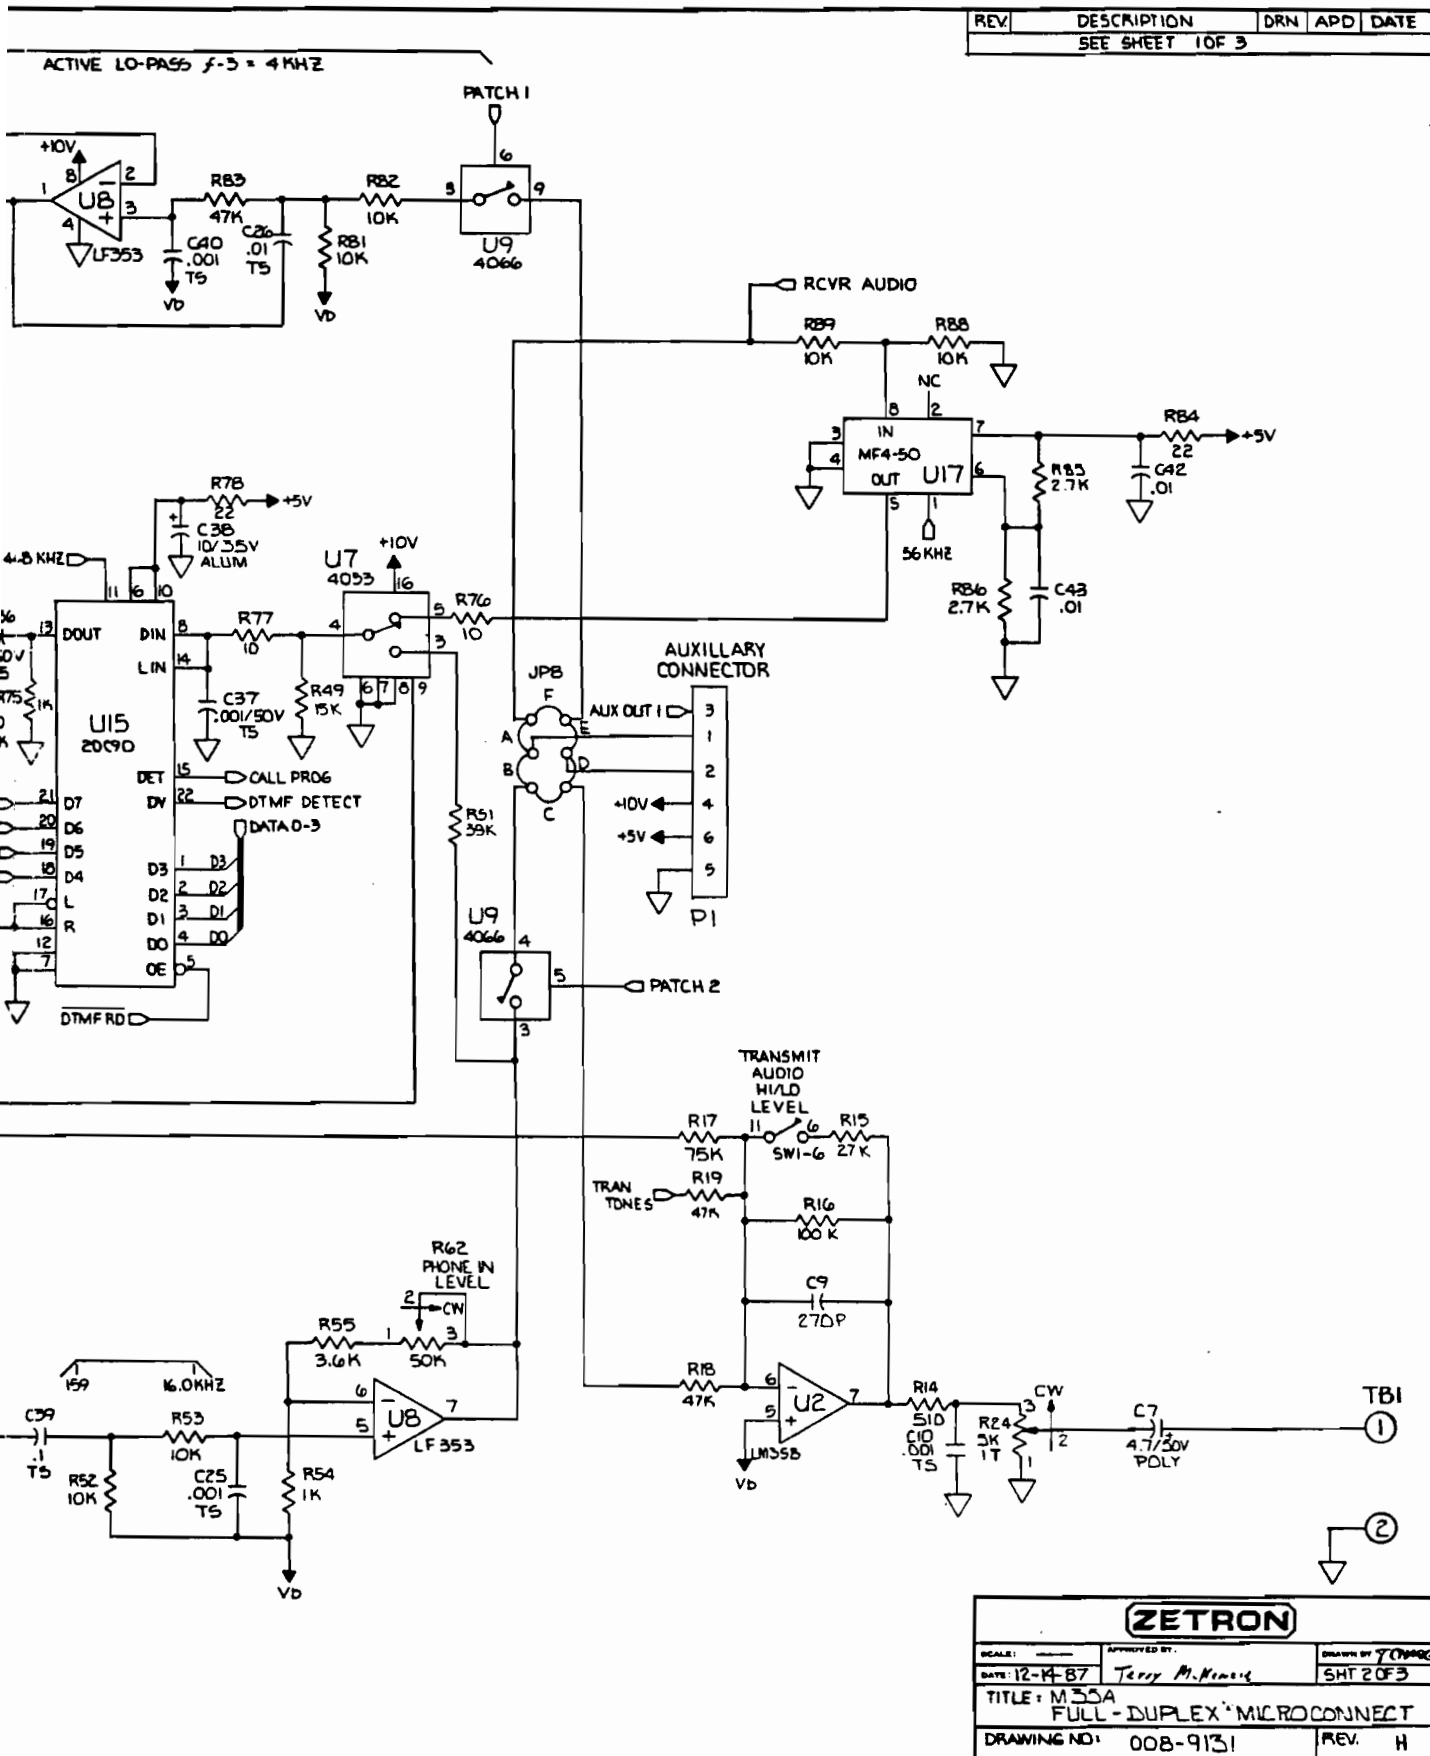 REV. DESCRIPTION DRN APD DATE
SEE SHEET 1 OF 3
ACTIVE LO-PASS f-3 = 4KHZ
PATCH 1
6
5 9
U9
4066
+10V
8
1 2
U8
3
4
LF353
R83
47K
R82
10K
C40
.001
TS
VD
C26
.01
TS
R81
10K
VD
RCVR AUDIO
R89
10K
R88
10K
NC
8 2
3 IN 7
4 MF4-50
OUT U17 6
5 1
56KHZ
R84
22
+5V
R85
2.7K
C42
.01
R86
2.7K
C43
.01
R78
22
+5V
+
C38
10/35V
ALUM
11 6 10
13 DOUT DIN 8
LIN 14
U15
20C90
DET 15 CALL PROG
DV 22 DTMF DETECT
DATA 0-3
21 D7
20 D6
19 D5
18 D4
17 L
16 R
12
7
D3 1 D3
D2 2 D2
D1 3 D1
D0 4 D0
OE 5
DTMF RD
R77
10
C37
.001/50V
TS
R49
15K
U7
4053
+10V
16
4 5
3
6 7 8 9
R76
10
1K
JP8
F
A E
B D
C
AUXILLARY
CONNECTOR
AUX OUT 1 3
1
2
+10V 4
+5V 6
5
P1
R51
39K
U9
4066
4
5 PATCH 2
3
TRANSMIT
AUDIO
HI/LO
LEVEL
R17
75K
11 6
SW1-6
R15
27K
TRAN
TONES
R19
47K
R16
100K
C9
270P
R18
47K
6
U2 7
5
LM358
VD
R14
510
C10
.001
TS
R24
5K
1T
3 CW
2
1
C7
+
4.7/50V
POLY
TB1
1
2
R62
PHONE IN
LEVEL
2 CW
1 3
50K
R55
3.6K
6
U8 7
5
LF353
159 16.0KHZ
C39
.1
TS
R53
10K
R52
10K
C25
.001
TS
R54
1K
VD
ZETRON
SCALE: APPROVED BY: DRAWN BY
DATE: 12-14-87 SHT 2 OF 3
TITLE: M35A
FULL-DUPLEX MICROCONNECT
DRAWING NO: 008-9131 REV. H